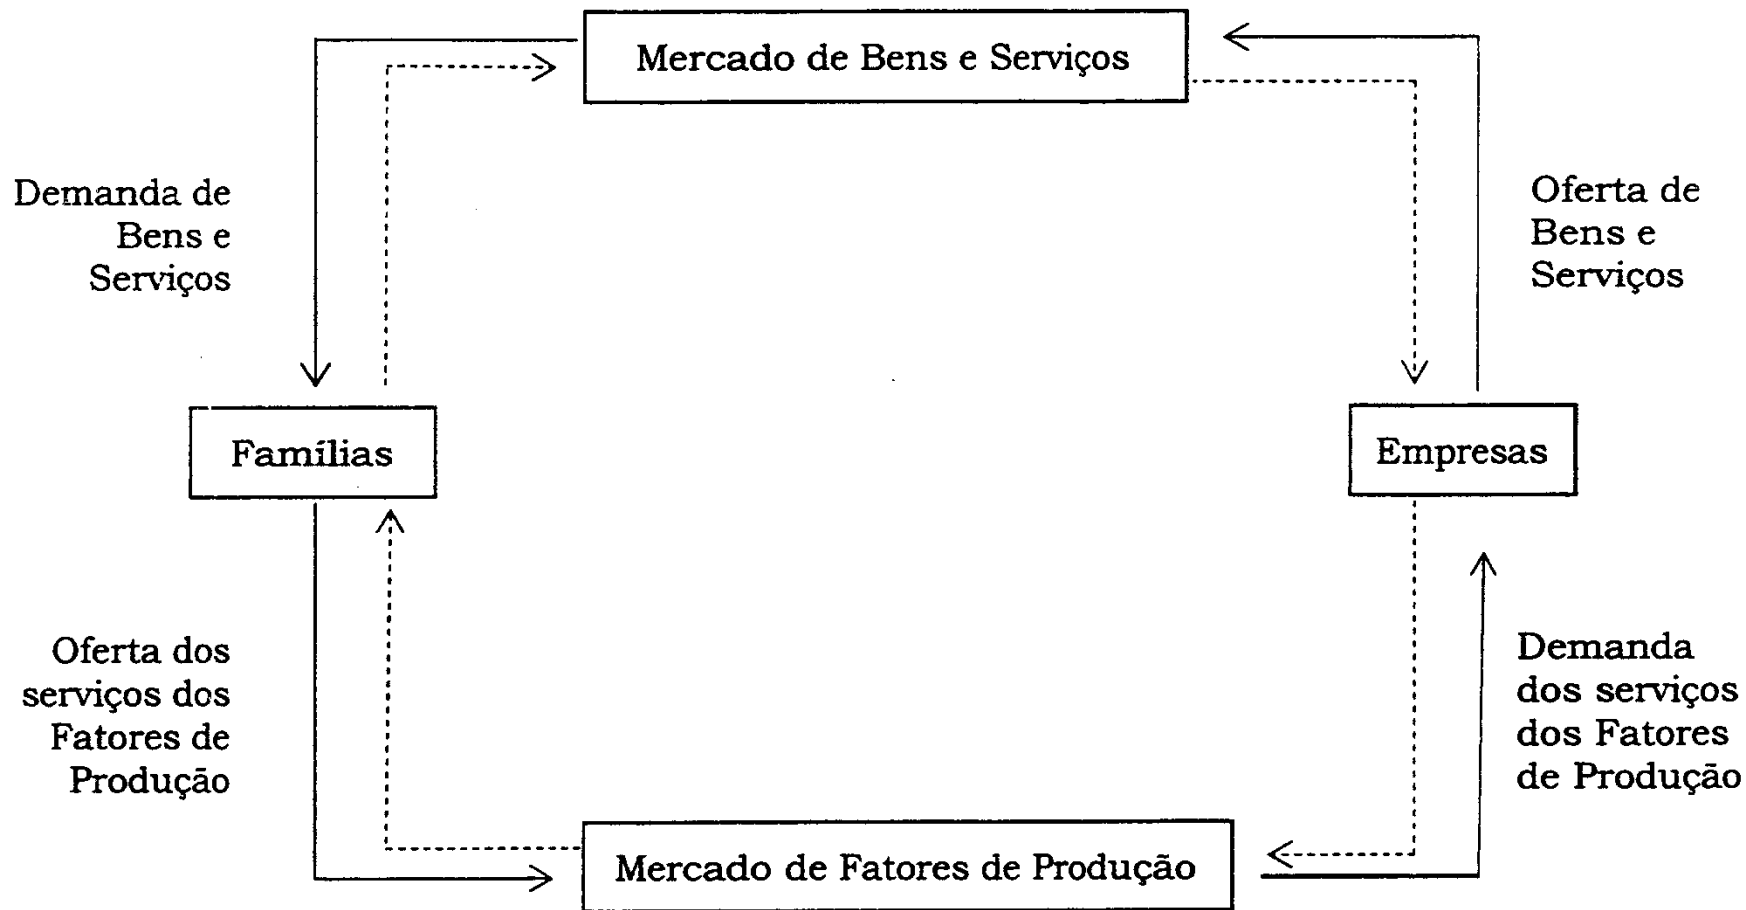 Mercado de Bens e Serviços
Demanda de
Bens e
Serviços
Oferta de
Bens e
Serviços
Famílias
Empresas
Oferta dos
serviços dos
Fatores de
Produção
Demanda
dos serviços
dos Fatores
de Produção
Mercado de Fatores de Produção